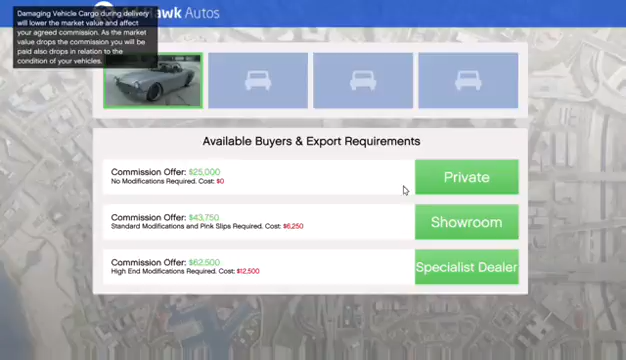 Damaging Vehicle Cargo during delivery
will lower the market value and affect
your agreed commission. As the market
value drops the commission you will be
paid also drops in relation to the
condition of your vehicles.
Autos
Available Buyers & Export Requirements
Commission Offer: $25,000
No Modifications Required. Cost: $0
Private
Commission Offer: $43,750
Standard Modifications and Pink Slips Required. Cost: $6,250
Showroom
Commission Offer: $62,500
High End Modifications Required. Cost: $12,500
Specialist Dealer